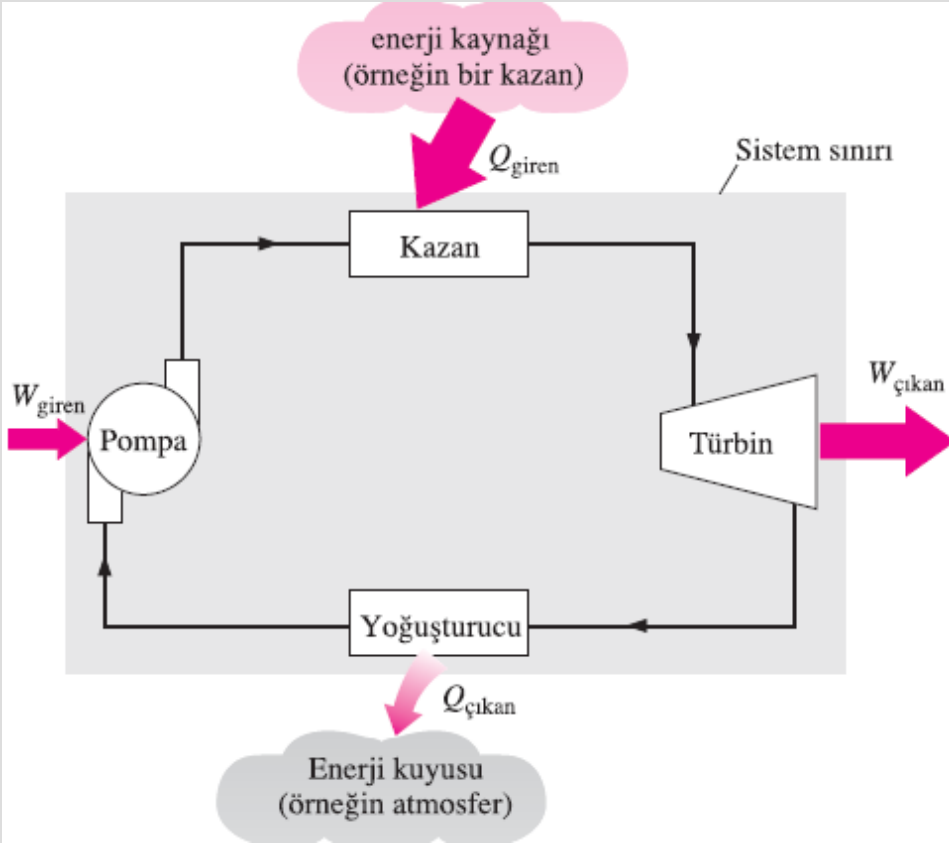 enerji kaynağı
(örneğin bir kazan)
Qgiren
Sistem sınırı
Kazan
Wgiren
Pompa
Türbin
Wçıkan
Yoğuşturucu
Qçıkan
Enerji kuyusu
(örneğin atmosfer)